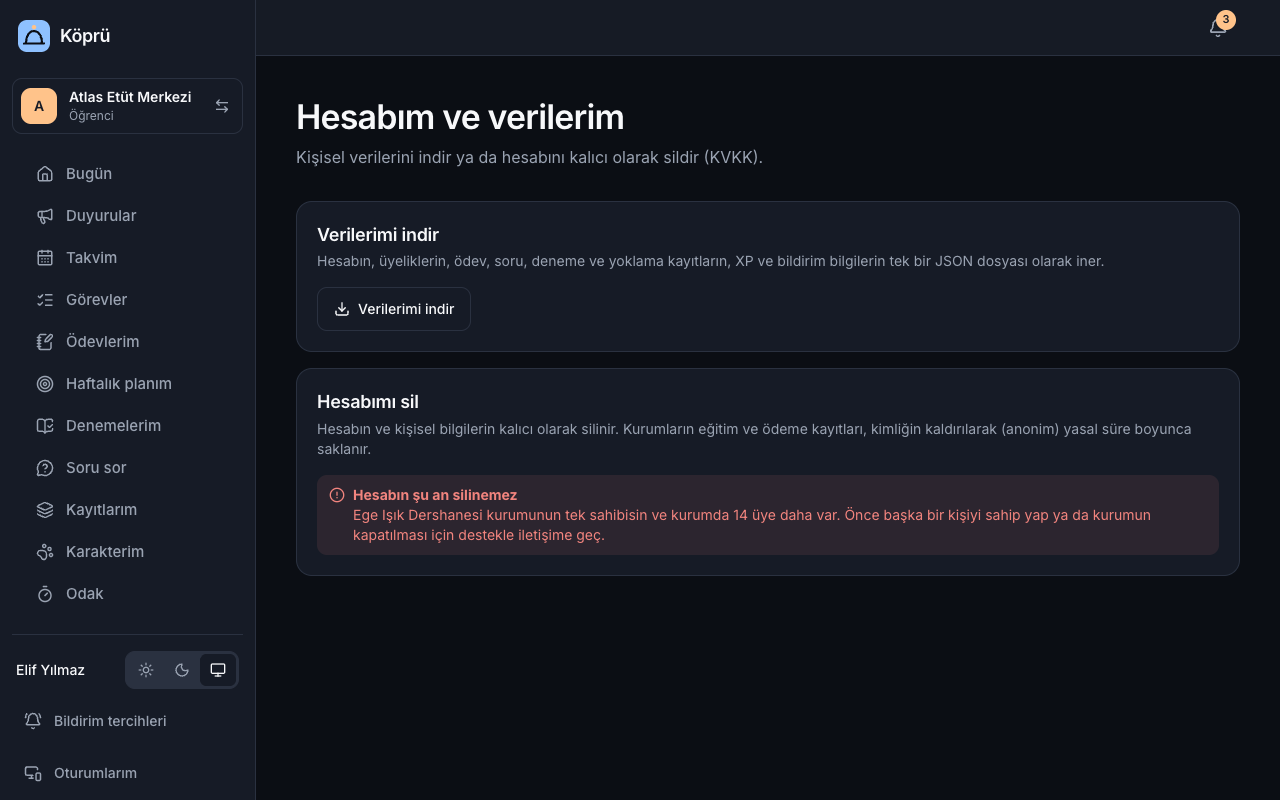 Köprü
3
A
Atlas Etüt Merkezi
Öğrenci
Bugün
Duyurular
Takvim
Görevler
Ödevlerim
Haftalık planım
Denemelerim
Soru sor
Kayıtlarım
Karakterim
Odak
Elif Yılmaz
Bildirim tercihleri
Oturumlarım
Hesabım ve verilerim
Kişisel verilerini indir ya da hesabını kalıcı olarak sildir (KVKK).
Verilerimi indir
Hesabın, üyeliklerin, ödev, soru, deneme ve yoklama kayıtların, XP ve bildirim bilgilerin tek bir JSON dosyası olarak iner.
Verilerimi indir
Hesabımı sil
Hesabın ve kişisel bilgilerin kalıcı olarak silinir. Kurumların eğitim ve ödeme kayıtları, kimliğin kaldırılarak (anonim) yasal süre boyunca
saklanır.
Hesabın şu an silinemez
Ege Işık Dershanesi kurumunun tek sahibisin ve kurumda 14 üye daha var. Önce başka bir kişiyi sahip yap ya da kurumun
kapatılması için destekle iletişime geç.